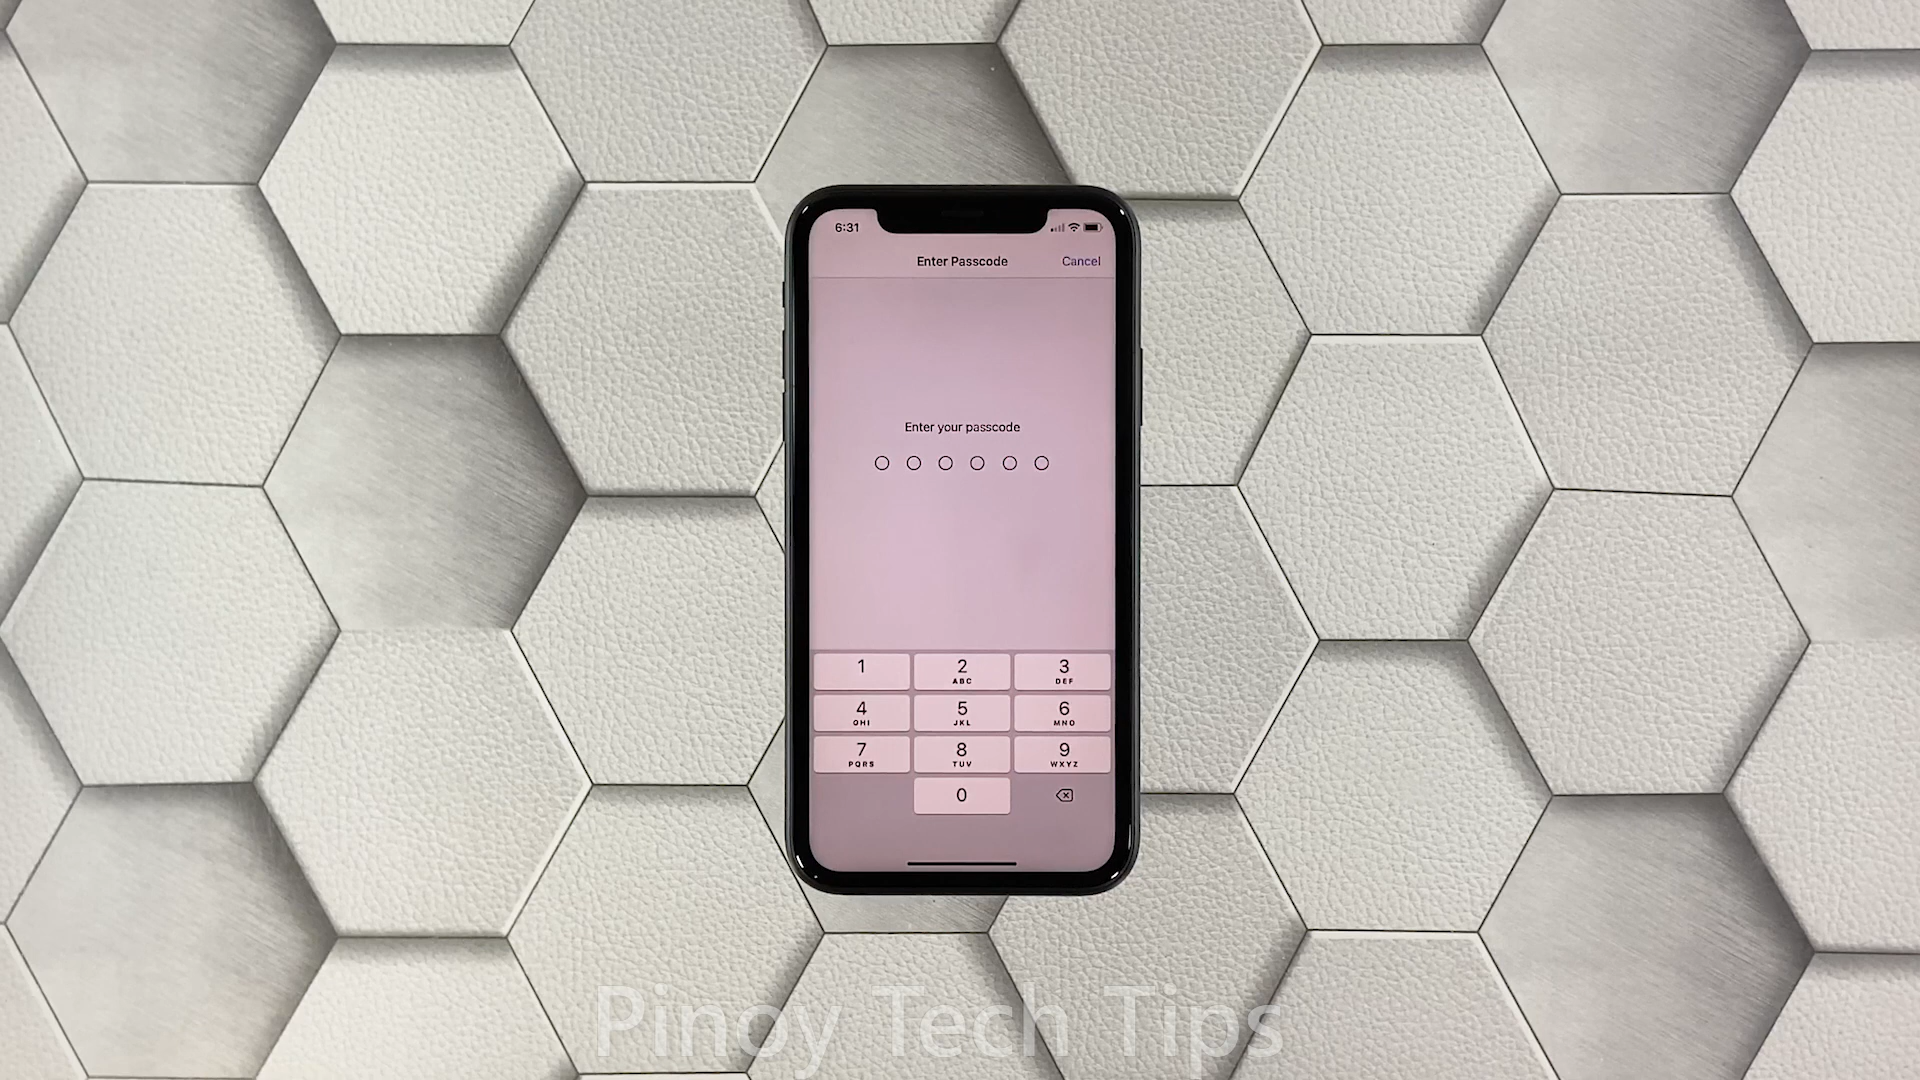 6:31
Enter Passcode Cancel
Enter your passcode
1 2 3
ABC DEF
4 5 6
GHI JKL MNO
7 8 9
PQRS TUV WXYZ
0
Pinoy Tech Tips